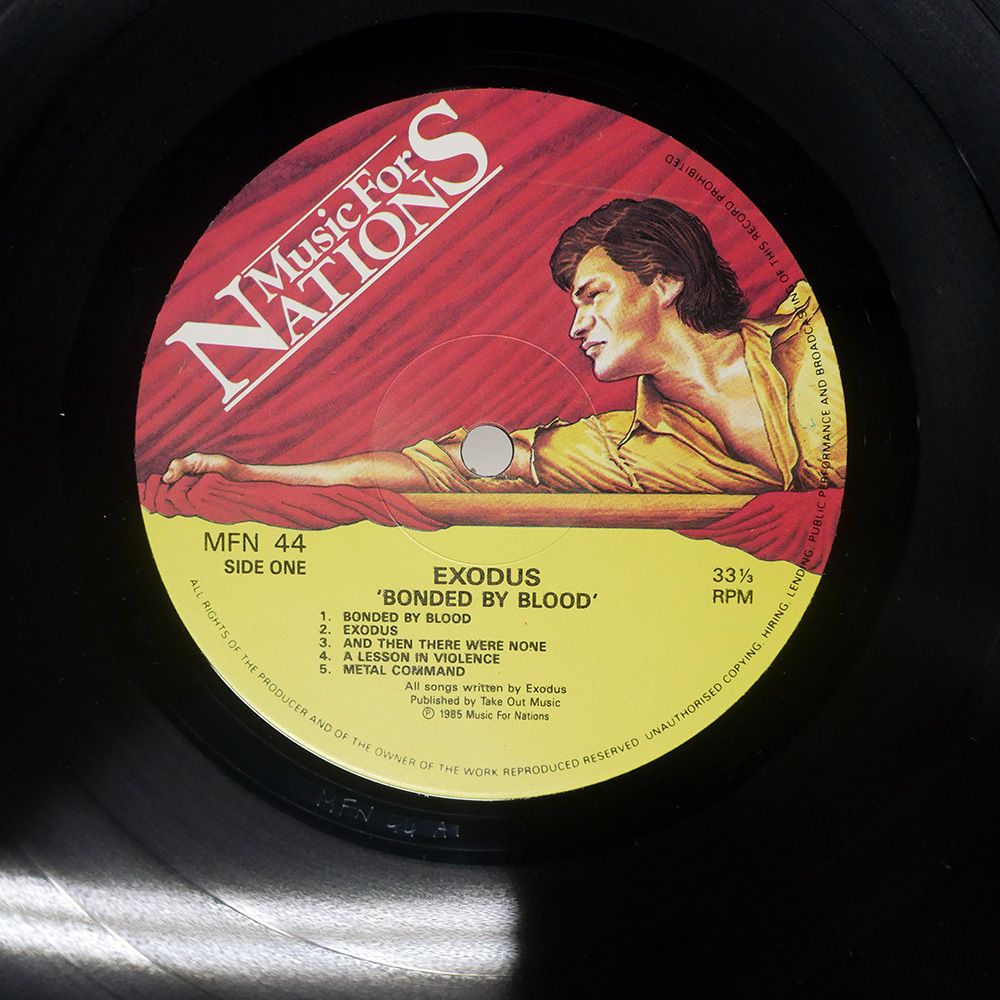 Music For
NATIONS
MFN 44
SIDE ONE
EXODUS
'BONDED BY BLOOD'
33⅓
RPM
1. BONDED BY BLOOD
2. EXODUS
3. AND THEN THERE WERE NONE
4. A LESSON IN VIOLENCE
5. METAL COMMAND
All songs written by Exodus
Published by Take Out Music
℗ 1985 Music For Nations
ALL RIGHTS OF THE PRODUCER AND OF THE OWNER OF THE WORK REPRODUCED RESERVED. UNAUTHORISED COPYING, HIRING, LENDING, PUBLIC PERFORMANCE AND BROADCASTING OF THIS RECORD PROHIBITED
MFN 44 A1